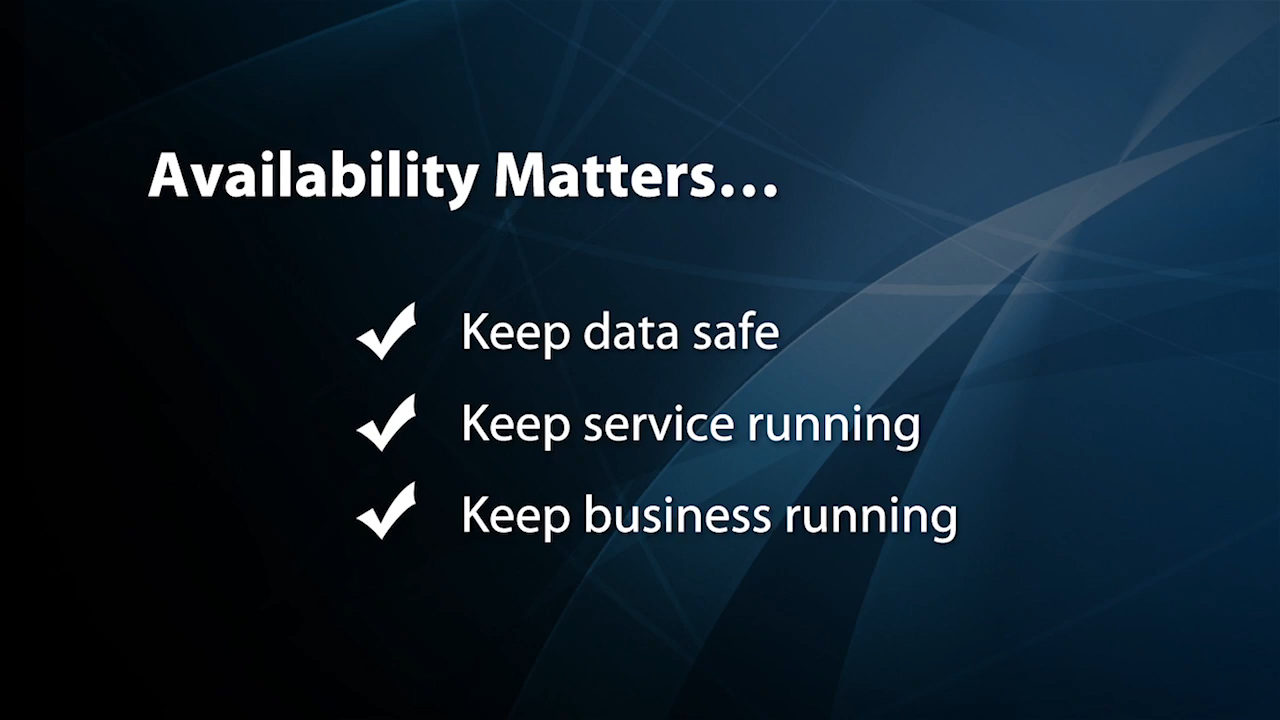 Availability Matters…
Keep data safe
Keep service running
Keep business running